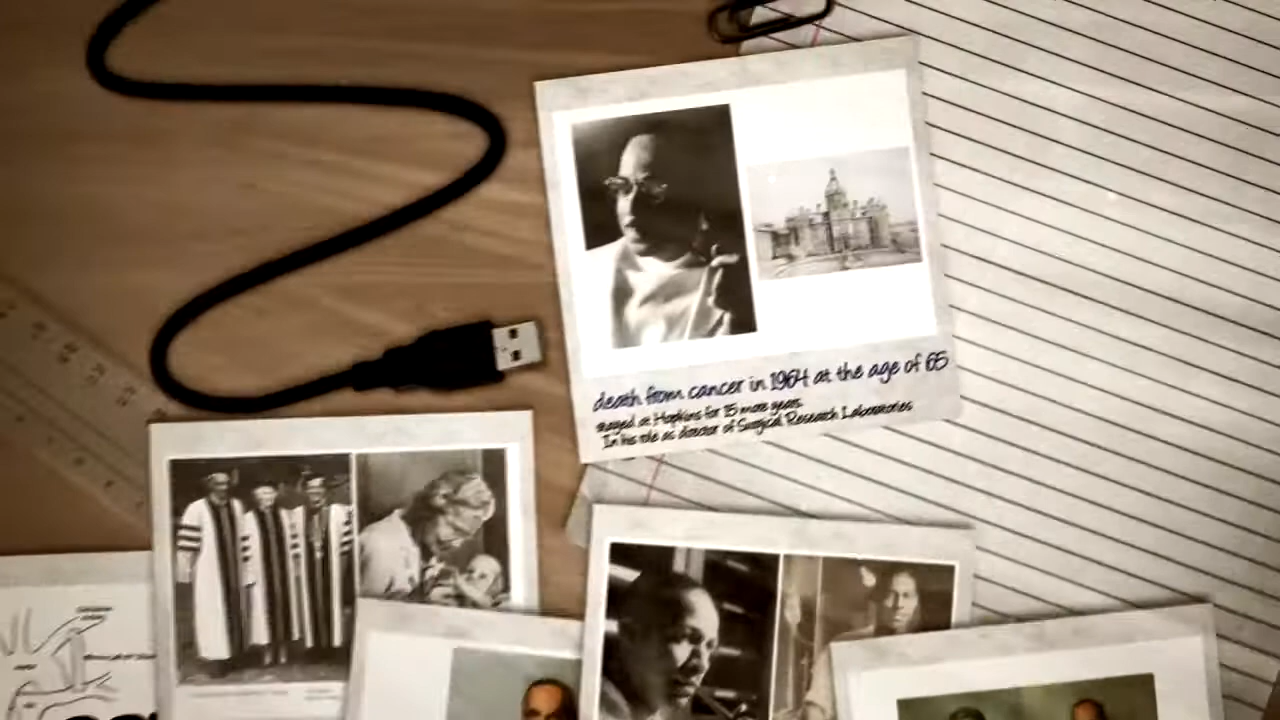 death from cancer in 1964 at the age of 65
stayed at Hopkins for 15 more years.
In his role as director of Surgical Research Laboratories